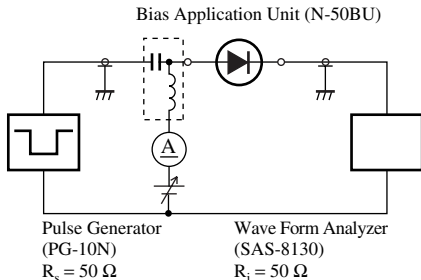 Bias Application Unit (N-50BU)
A
Pulse Generator
(PG-10N)
Rs = 50 Ω
Wave Form Analyzer
(SAS-8130)
Ri = 50 Ω